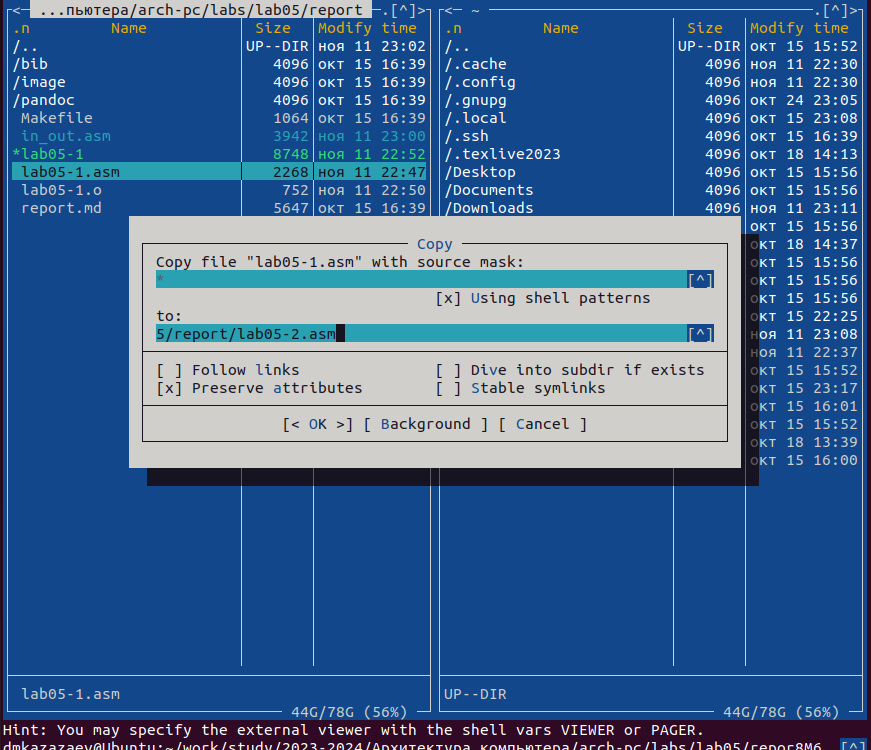 <─ ...пьютера/arch-pc/labs/lab05/report ─.[^]>
.n Name Size Modify time
/.. UP--DIR ноя 11 23:02
/bib 4096 окт 15 16:39
/image 4096 окт 15 16:39
/pandoc 4096 окт 15 16:39
Makefile 1064 окт 15 16:39
in_out.asm 3942 ноя 11 23:00
*lab05-1 8748 ноя 11 22:52
lab05-1.asm 2268 ноя 11 22:47
lab05-1.o 752 ноя 11 22:50
report.md 5647 окт 15 16:39
lab05-1.asm
44G/78G (56%)
<─ ~ ─.[^]>
.n Name Size Modify time
/.. UP--DIR окт 15 15:52
/.cache 4096 ноя 11 22:30
/.config 4096 ноя 11 22:30
/.gnupg 4096 окт 24 23:05
/.local 4096 окт 15 23:08
/.ssh 4096 окт 15 16:39
/.texlive2023 4096 окт 18 14:13
/Desktop 4096 окт 15 15:56
/Documents 4096 окт 15 15:56
/Downloads 4096 ноя 11 23:11
окт 15 15:56
окт 18 14:37
окт 15 15:56
окт 15 15:56
окт 15 15:56
окт 15 22:25
ноя 11 23:08
ноя 11 22:37
окт 15 15:52
окт 15 23:17
окт 15 16:01
окт 15 15:52
окт 18 13:39
окт 15 16:00
UP--DIR
44G/78G (56%)
Copy
Copy file "lab05-1.asm" with source mask:
* [^]
[x] Using shell patterns
to:
5/report/lab05-2.asm [^]
[ ] Follow links [ ] Dive into subdir if exists
[x] Preserve attributes [ ] Stable symlinks
[< OK >] [ Background ] [ Cancel ]
Hint: You may specify the external viewer with the shell vars VIEWER or PAGER.
dmkazazaev@Ubuntu:~/work/study/2023-2024/Архитектура компьютера/arch-pc/labs/lab05/repor8M6 [^]